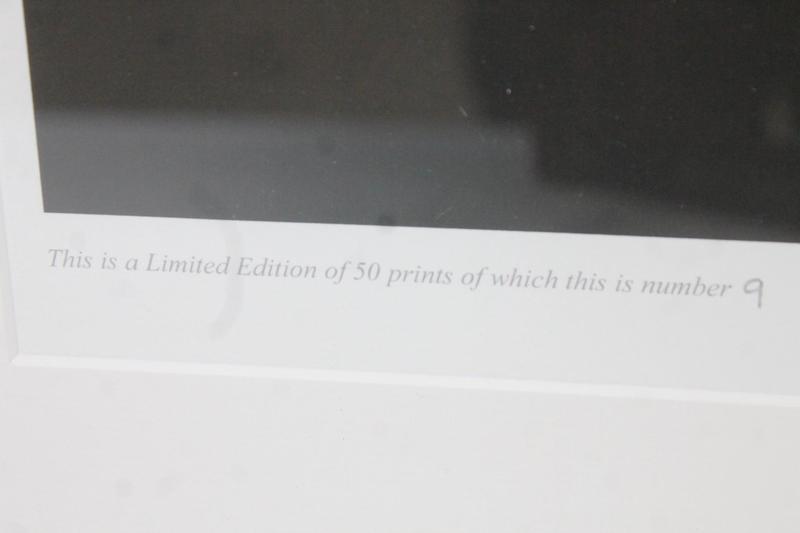 This is a Limited Edition of 50 prints of which this is number 9